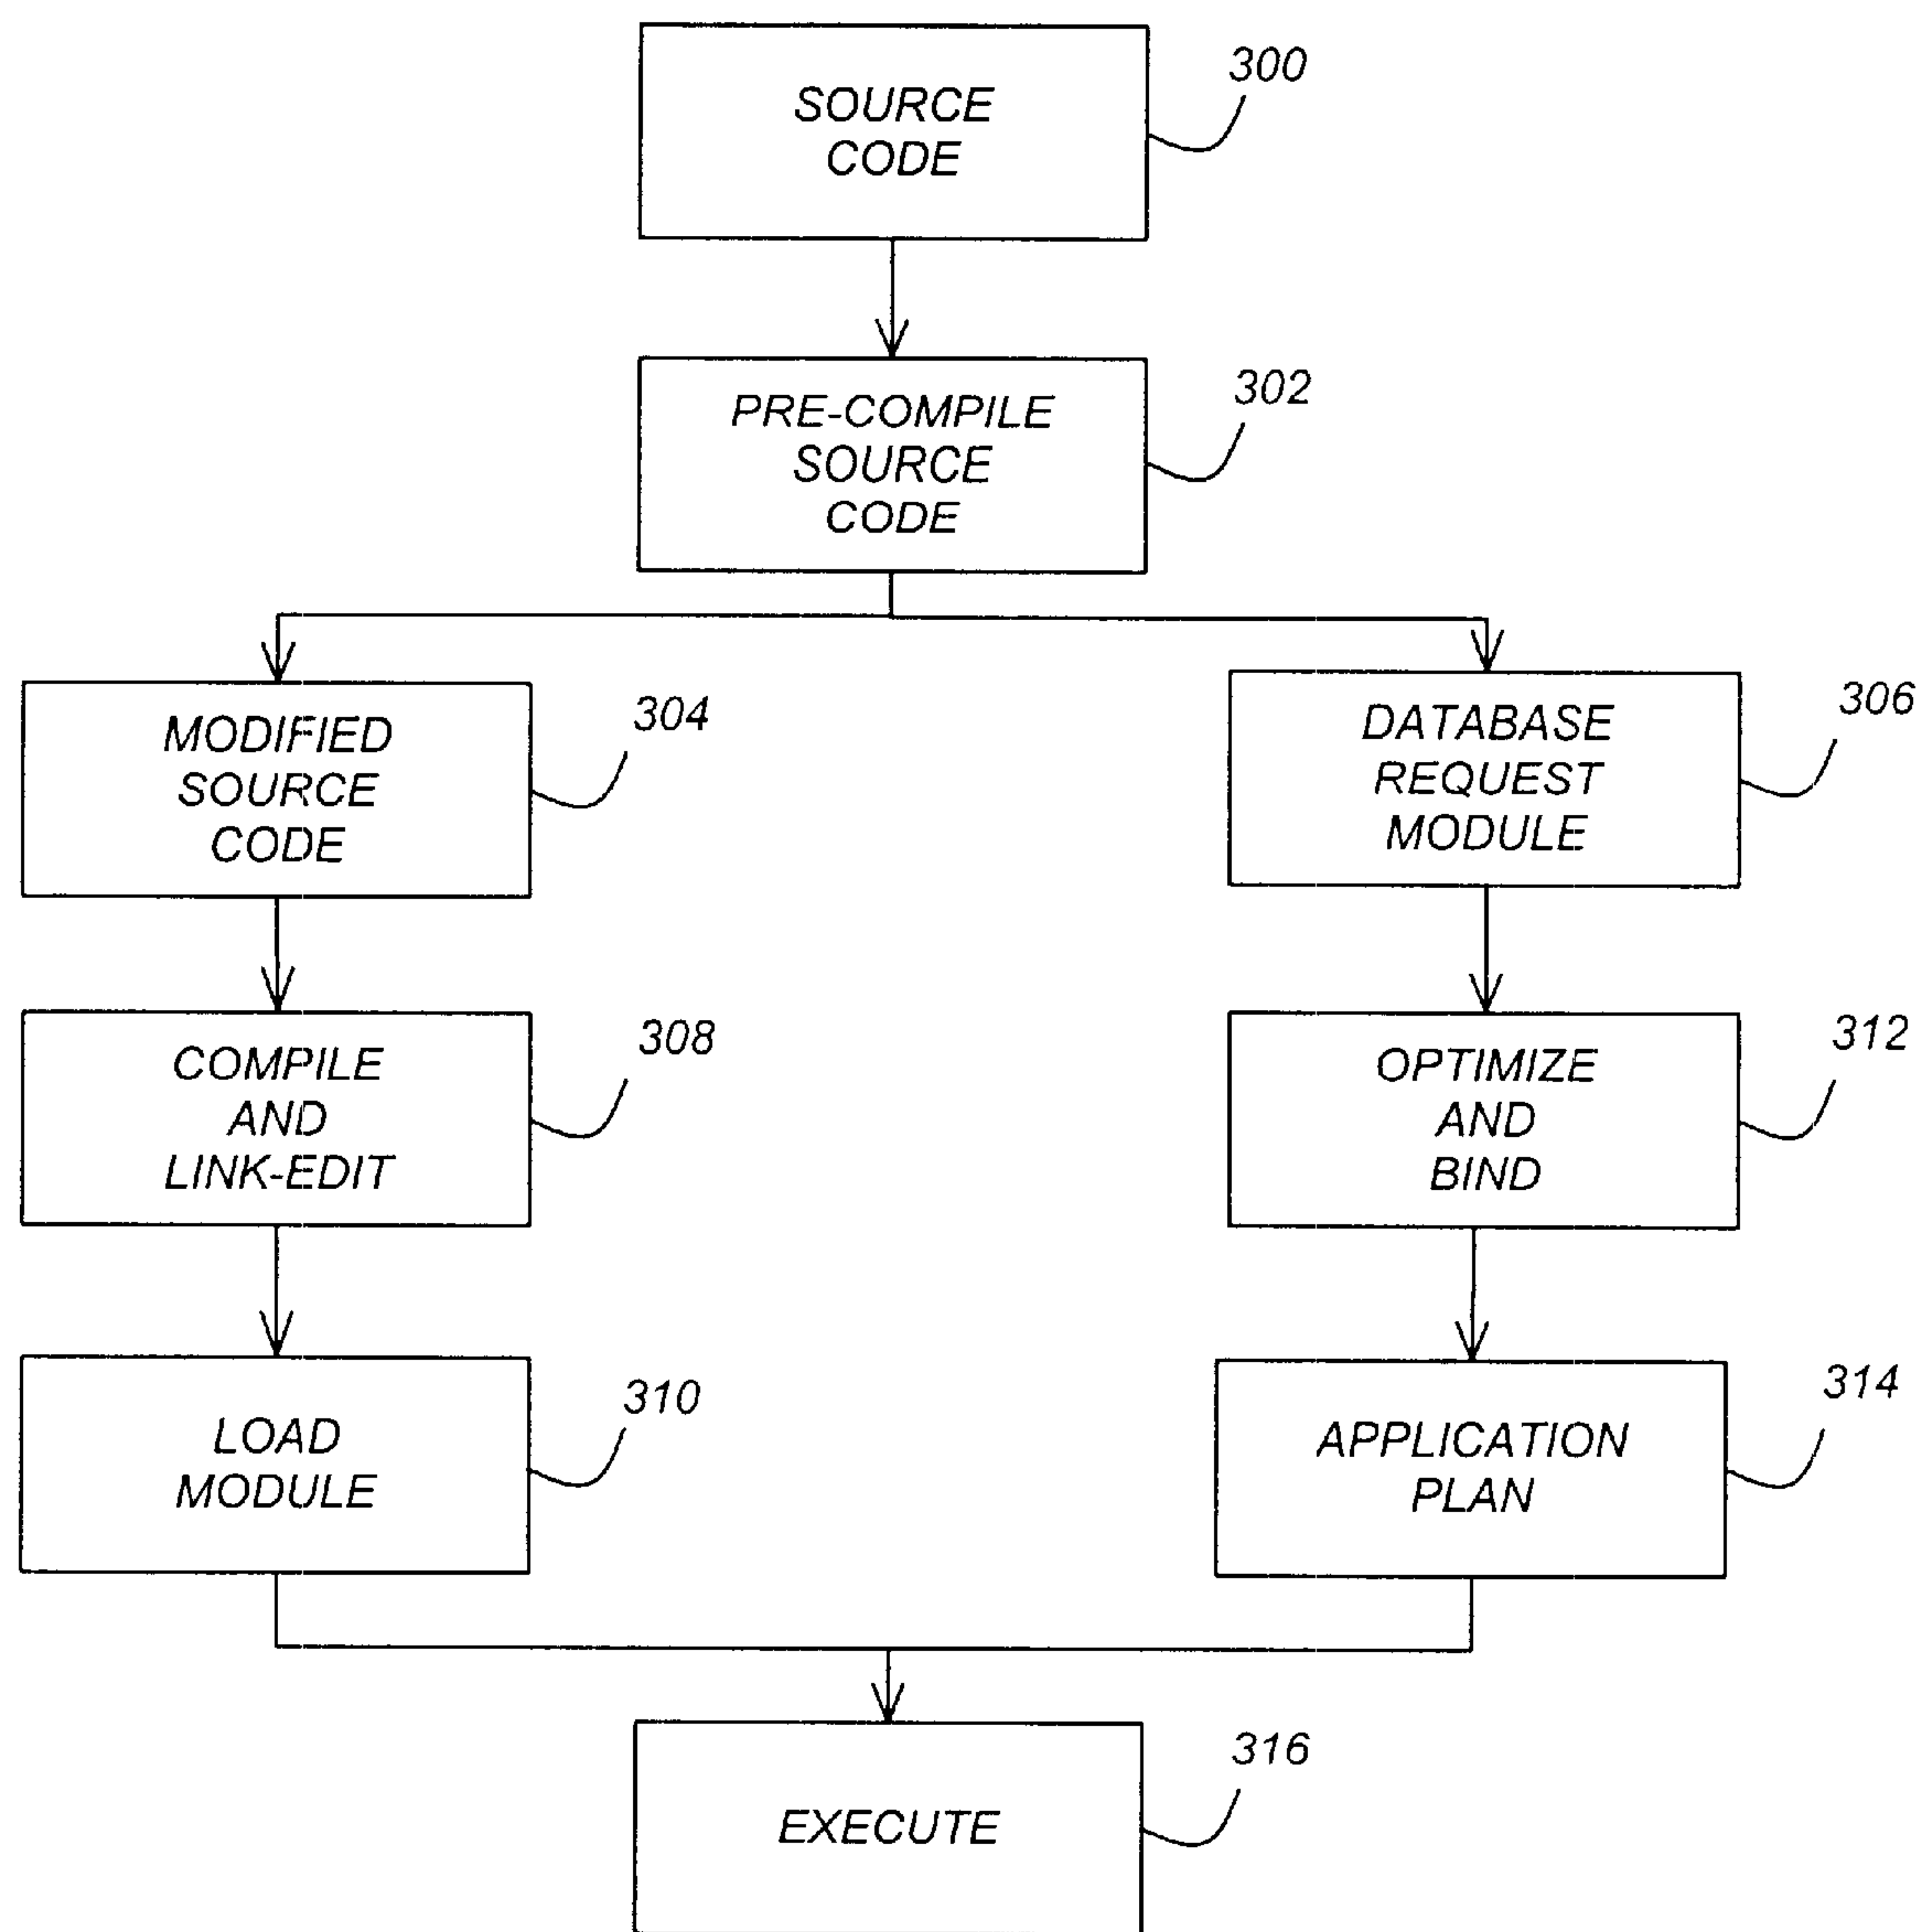 SOURCE
CODE
300
PRE-COMPILE
SOURCE
CODE
302
MODIFIED
SOURCE
CODE
304
DATABASE
REQUEST
MODULE
306
COMPILE
AND
LINK-EDIT
308
OPTIMIZE
AND
BIND
312
LOAD
MODULE
310
APPLICATION
PLAN
314
EXECUTE
316